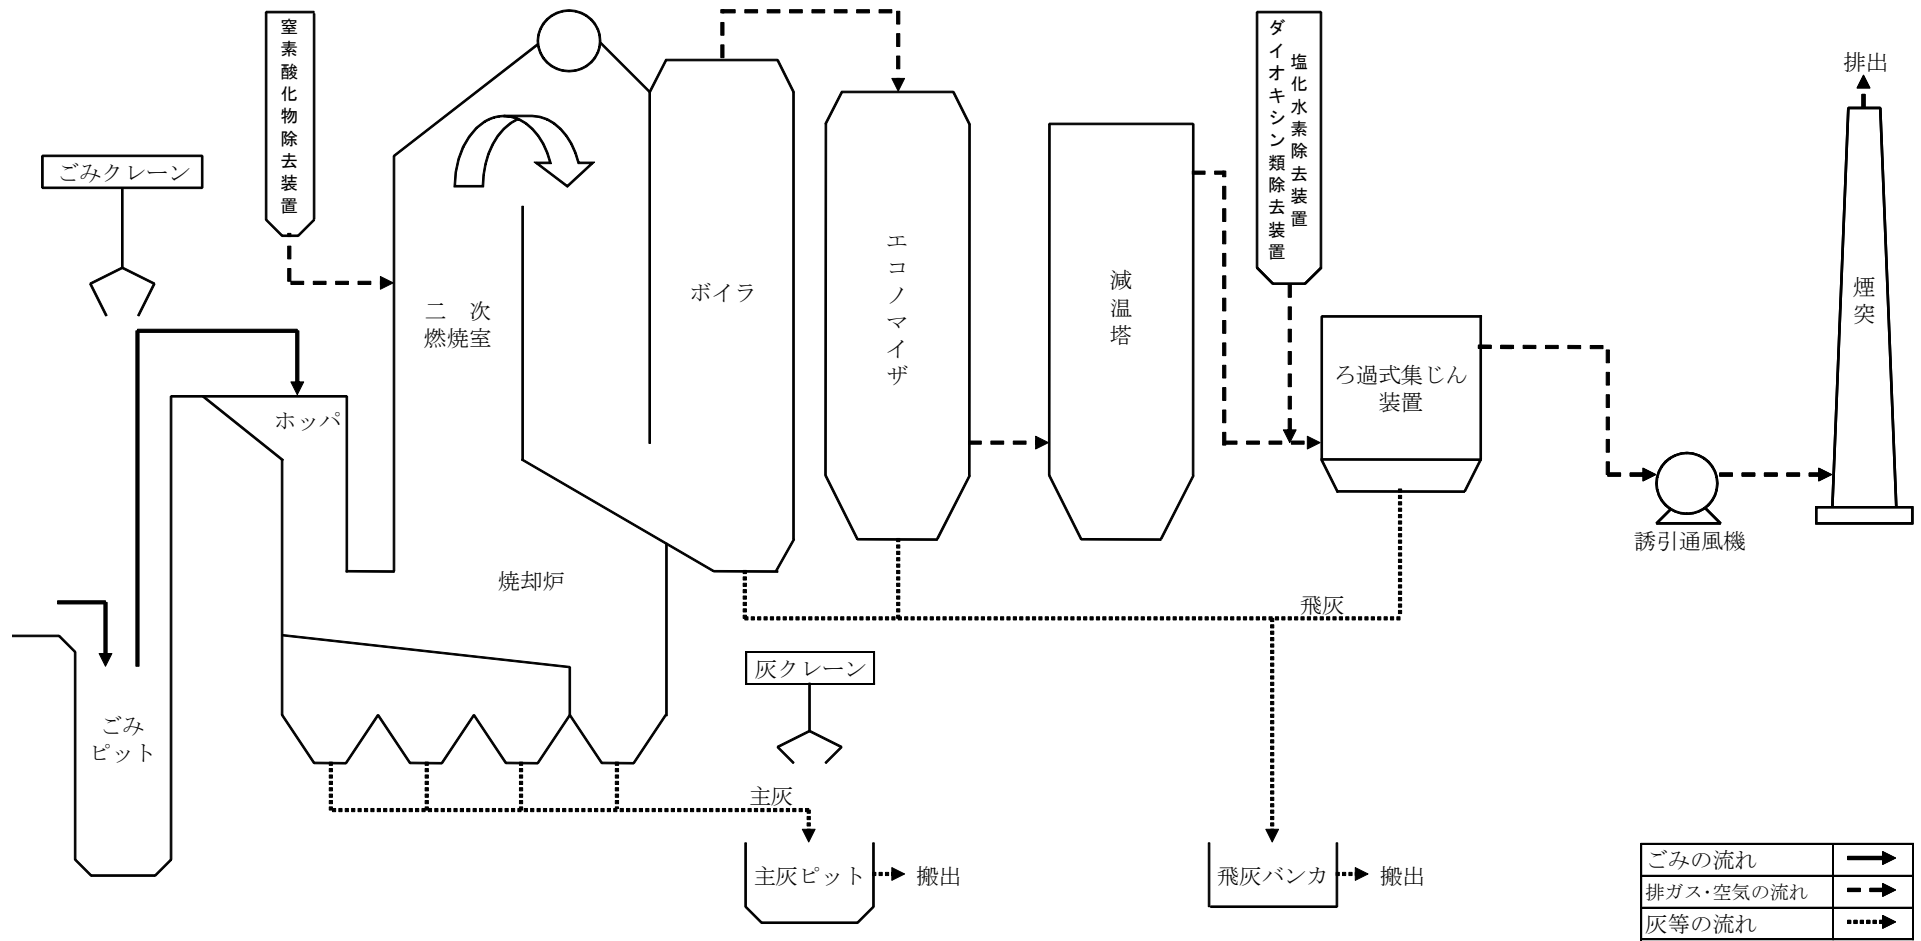 窒素酸化物除去装置
ダイオキシン類除去装置
塩化水素除去装置
排出
ごみクレーン
エコノマイザ
減温塔
ボイラ
煙突
二　次
燃焼室
ろ過式集じん
装置
ホッパ
誘引通風機
焼却炉
飛灰
灰クレーン
ごみ
ピット
主灰
主灰ピット
搬出
飛灰バンカ
搬出
ごみの流れ
排ガス・空気の流れ
灰等の流れ